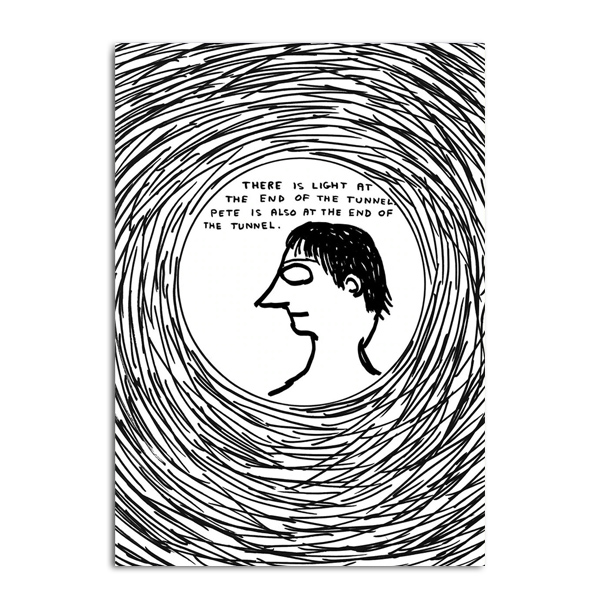 THERE IS LIGHT AT
THE END OF THE TUNNEL.
PETE IS ALSO AT THE END OF
THE TUNNEL.